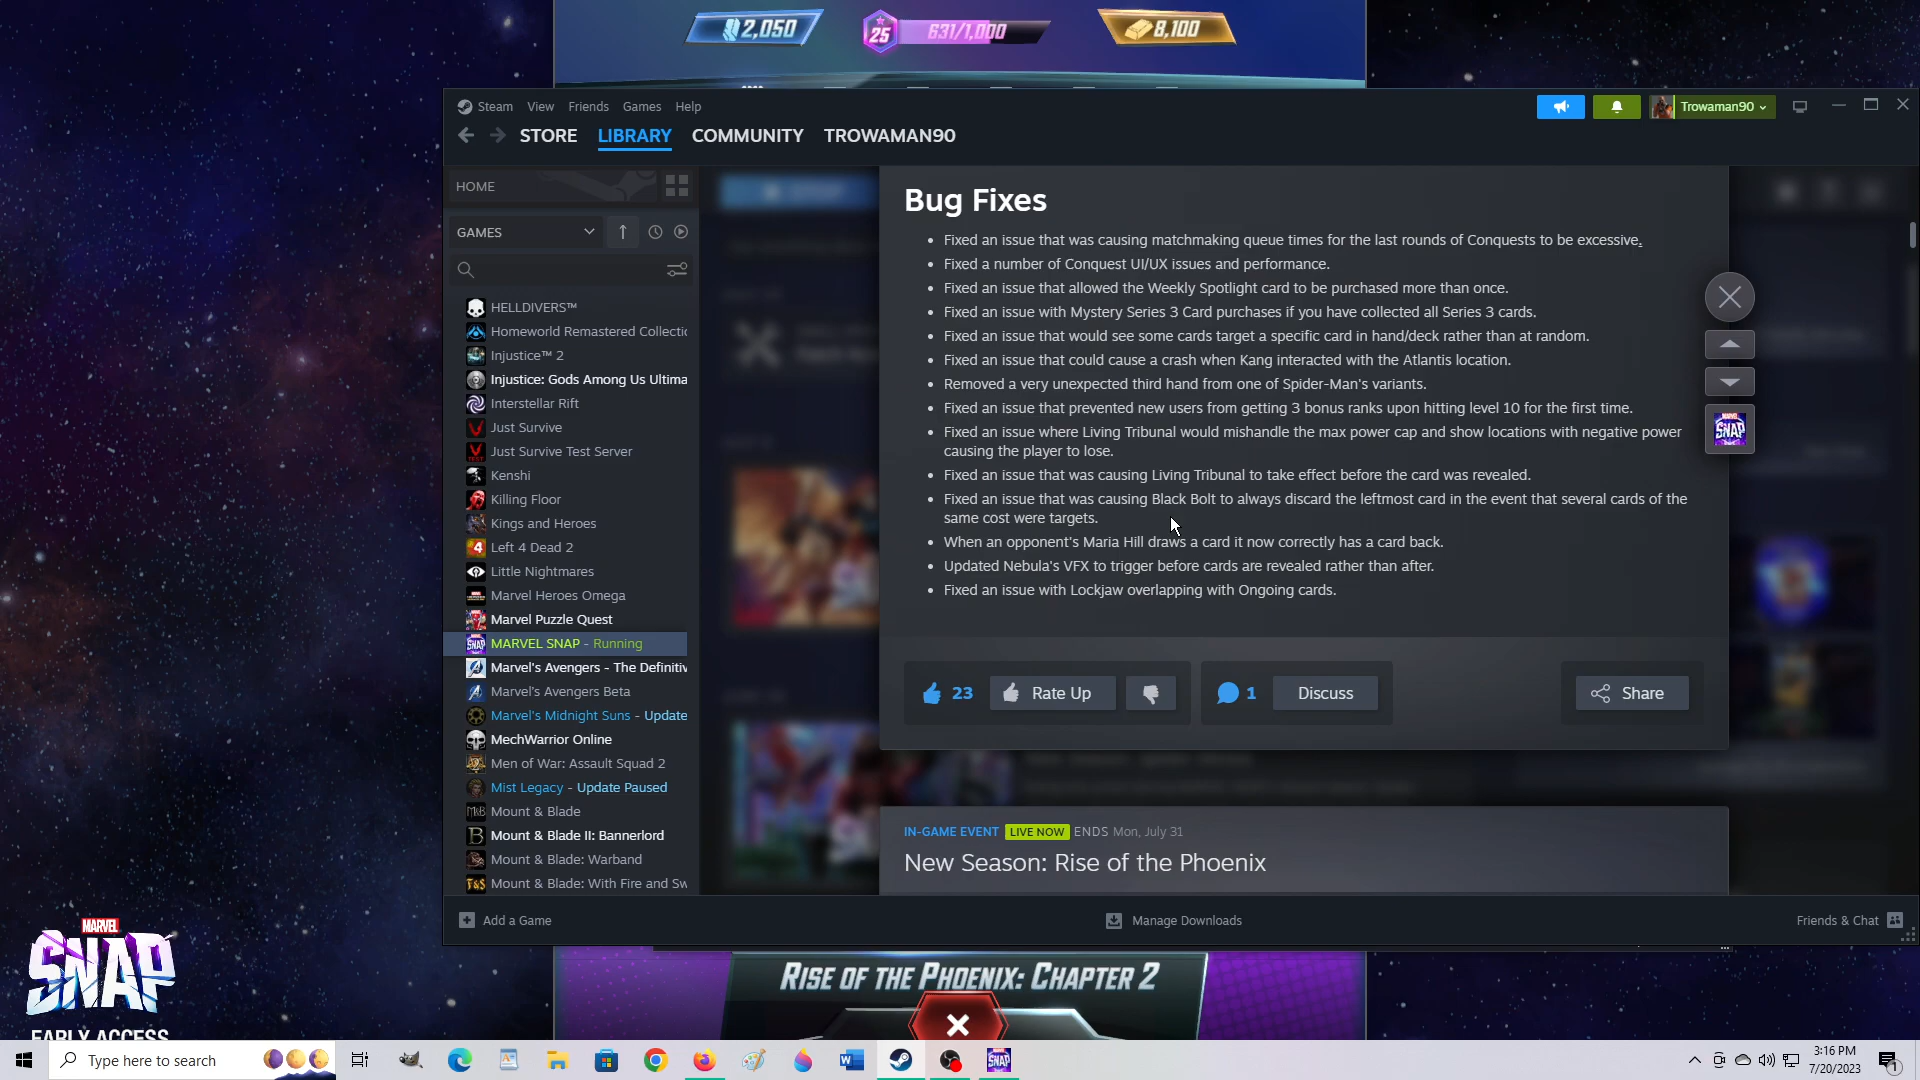 2,050
25
631/1,000
8,100
Steam View Friends Games Help
Trowaman90
STORE LIBRARY COMMUNITY TROWAMAN90
HOME
GAMES
HELLDIVERS™
Homeworld Remastered Collectic
Injustice™ 2
Injustice: Gods Among Us Ultima
Interstellar Rift
Just Survive
Just Survive Test Server
Kenshi
Killing Floor
Kings and Heroes
Left 4 Dead 2
Little Nightmares
Marvel Heroes Omega
Marvel Puzzle Quest
MARVEL SNAP - Running
Marvel's Avengers - The Definitiv
Marvel's Avengers Beta
Marvel's Midnight Suns - Update
MechWarrior Online
Men of War: Assault Squad 2
Mist Legacy - Update Paused
Mount & Blade
Mount & Blade II: Bannerlord
Mount & Blade: Warband
Mount & Blade: With Fire and Sw
Bug Fixes
• Fixed an issue that was causing matchmaking queue times for the last rounds of Conquests to be excessive.
• Fixed a number of Conquest UI/UX issues and performance.
• Fixed an issue that allowed the Weekly Spotlight card to be purchased more than once.
• Fixed an issue with Mystery Series 3 Card purchases if you have collected all Series 3 cards.
• Fixed an issue that would see some cards target a specific card in hand/deck rather than at random.
• Fixed an issue that could cause a crash when Kang interacted with the Atlantis location.
• Removed a very unexpected third hand from one of Spider-Man's variants.
• Fixed an issue that prevented new users from getting 3 bonus ranks upon hitting level 10 for the first time.
• Fixed an issue where Living Tribunal would mishandle the max power cap and show locations with negative power
causing the player to lose.
• Fixed an issue that was causing Living Tribunal to take effect before the card was revealed.
• Fixed an issue that was causing Black Bolt to always discard the leftmost card in the event that several cards of the
same cost were targets.
• When an opponent's Maria Hill draws a card it now correctly has a card back.
• Updated Nebula's VFX to trigger before cards are revealed rather than after.
• Fixed an issue with Lockjaw overlapping with Ongoing cards.
MARVEL
SNAP
23 Rate Up 1 Discuss Share
IN-GAME EVENT LIVE NOW ENDS Mon, July 31
New Season: Rise of the Phoenix
Add a Game
Manage Downloads
Friends & Chat
MARVEL
SNAP
EARLY ACCESS
RISE OF THE PHOENIX: CHAPTER 2
Type here to search
3:16 PM
7/20/2023
1